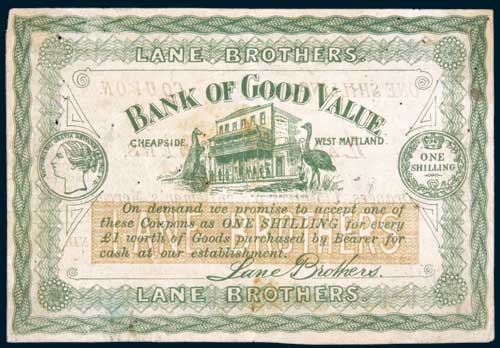 LANE BROTHERS.
BANK OF GOOD VALUE
CHEAPSIDE, WEST MAITLAND.
ONE
SHILLING
On demand we promise to accept one of
these Coupons as ONE SHILLING for every
£1 worth of Goods purchased by Bearer for
cash at our establishment.
Lane Brothers.
LANE BROTHERS.